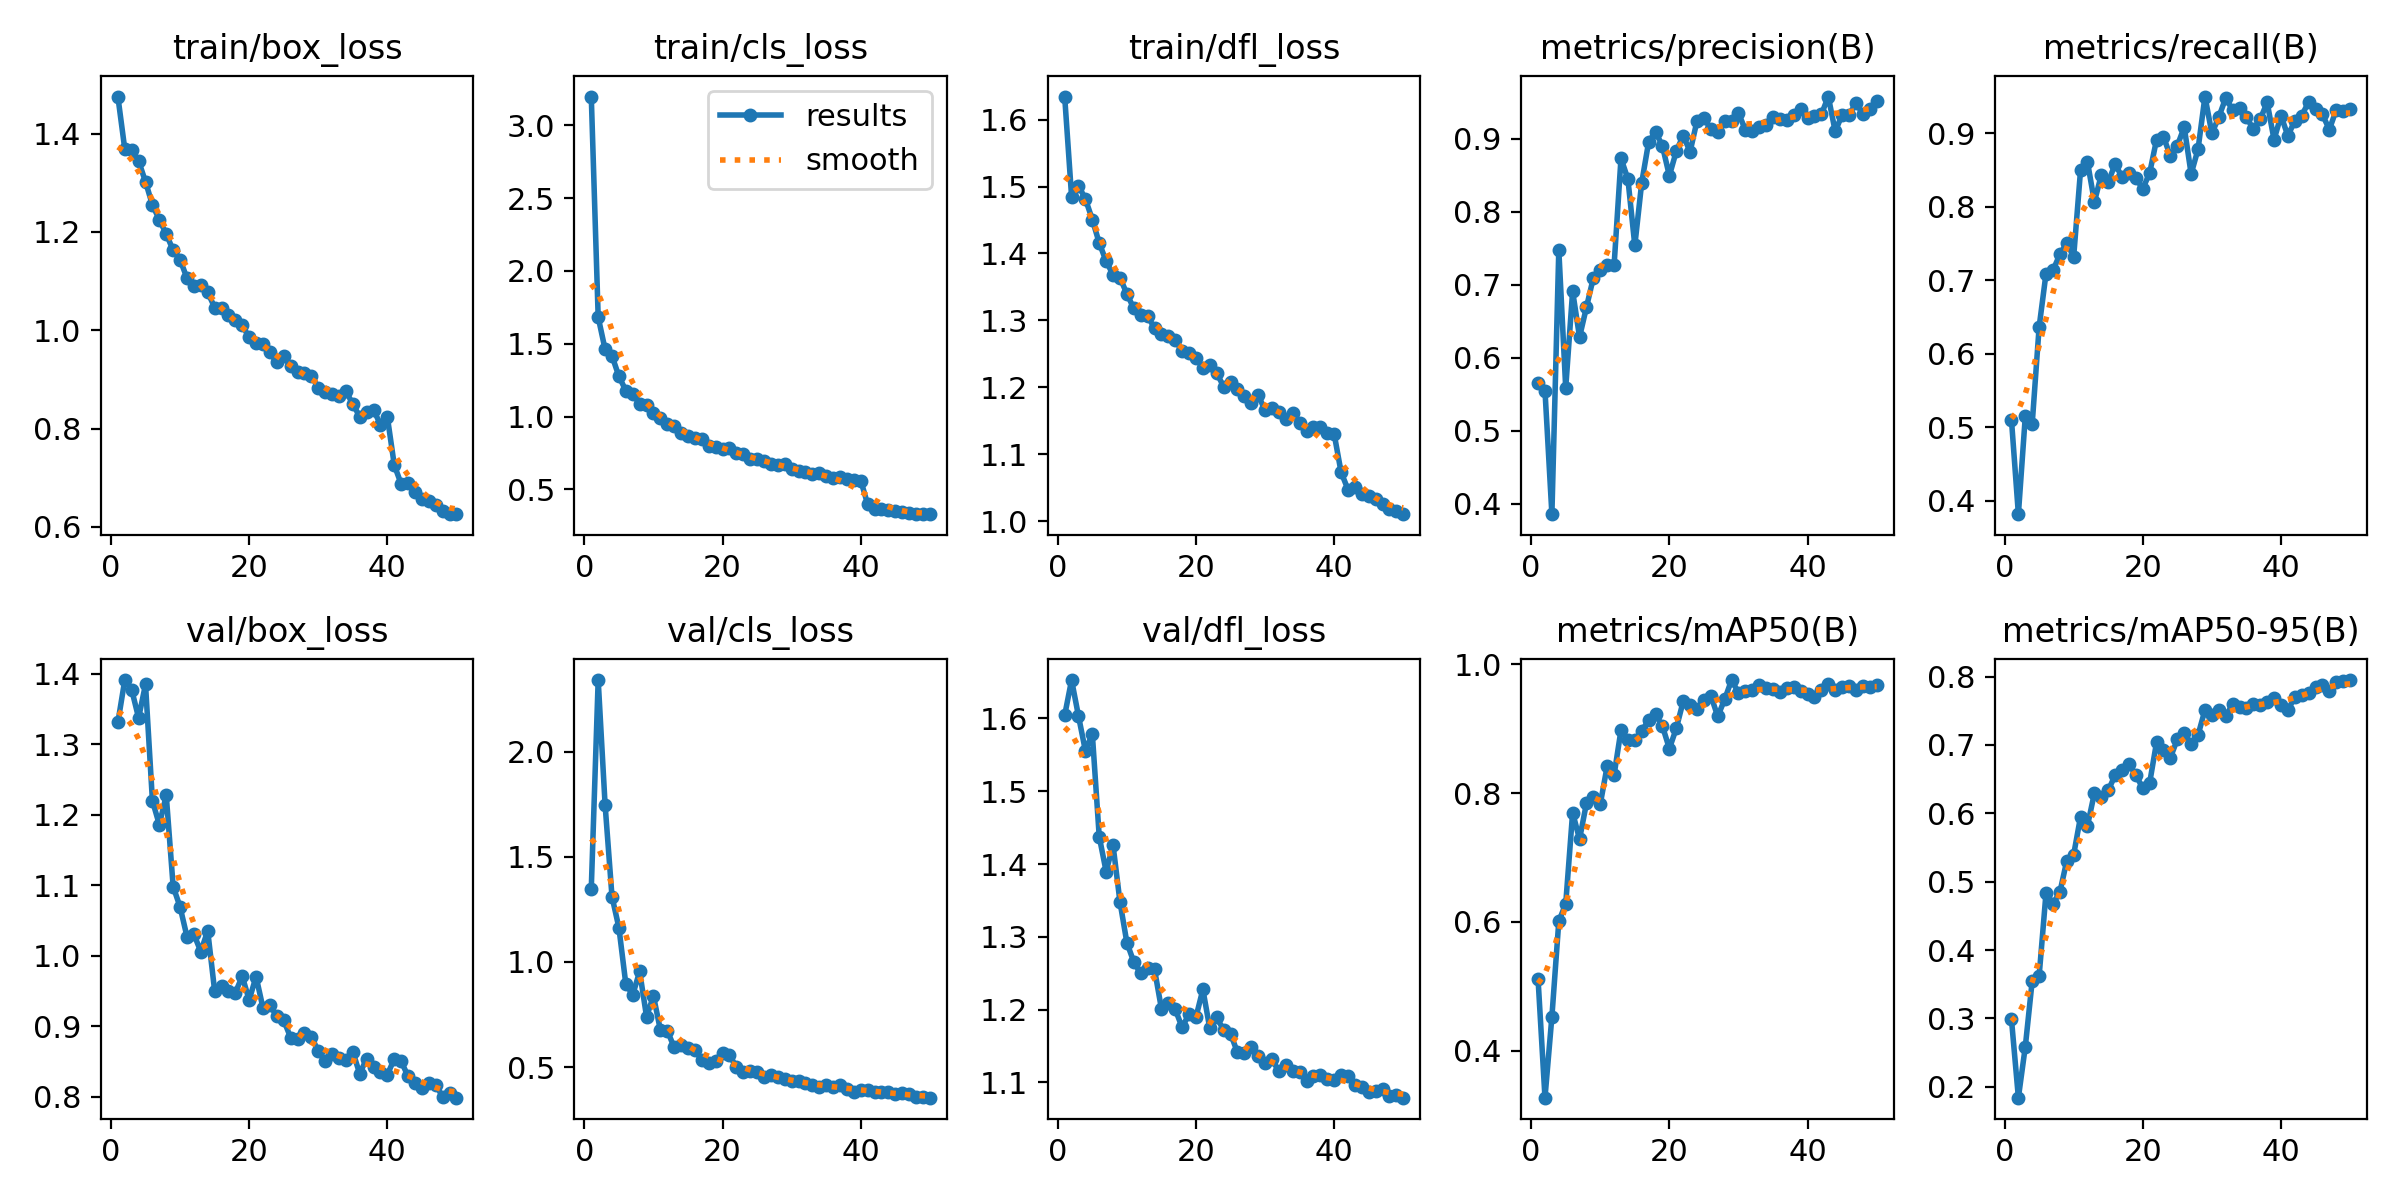 train/box_loss
1.4
1.2
1.0
0.8
0.6
0 20 40
train/cls_loss
results
smooth
3.0
2.5
2.0
1.5
1.0
0.5
0 20 40
train/dfl_loss
1.6
1.5
1.4
1.3
1.2
1.1
1.0
0 20 40
metrics/precision(B)
0.9
0.8
0.7
0.6
0.5
0.4
0 20 40
metrics/recall(B)
0.9
0.8
0.7
0.6
0.5
0.4
0 20 40
val/box_loss
1.4
1.3
1.2
1.1
1.0
0.9
0.8
0 20 40
val/cls_loss
2.0
1.5
1.0
0.5
0 20 40
val/dfl_loss
1.6
1.5
1.4
1.3
1.2
1.1
0 20 40
metrics/mAP50(B)
1.0
0.8
0.6
0.4
0 20 40
metrics/mAP50-95(B)
0.8
0.7
0.6
0.5
0.4
0.3
0.2
0 20 40